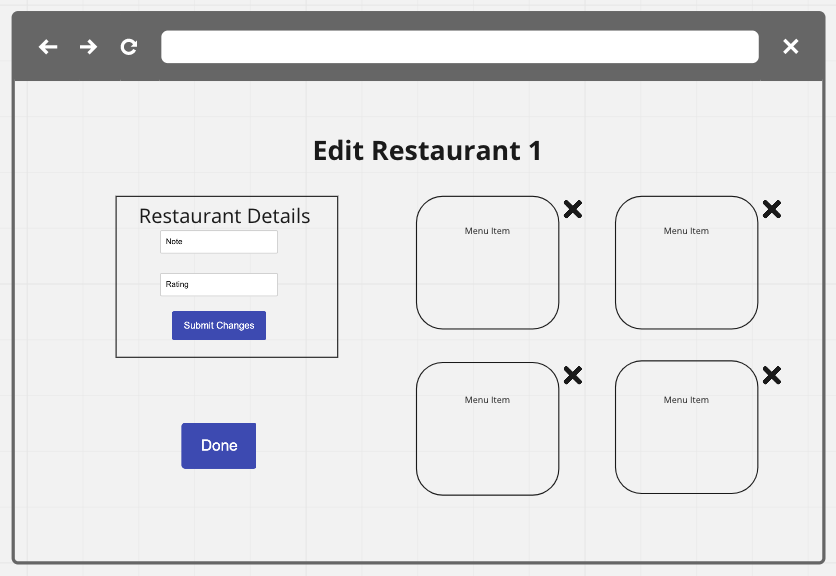 Edit Restaurant 1
Restaurant Details
Note
Rating
Submit Changes
Done
Menu Item
Menu Item
Menu Item
Menu Item